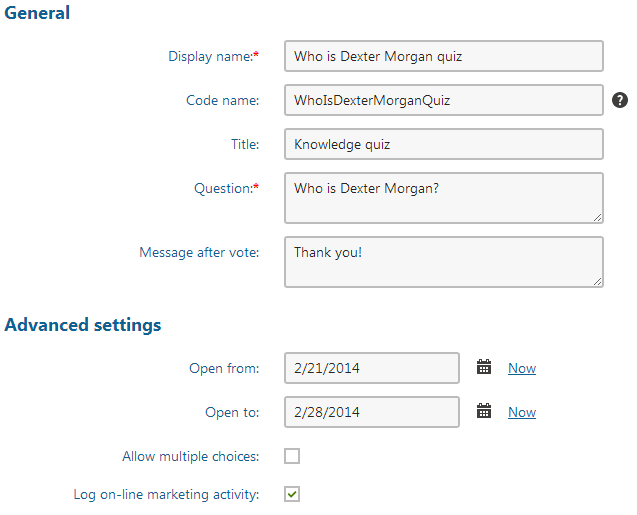 General
Display name:* Who is Dexter Morgan quiz
Code name: WhoIsDexterMorganQuiz ?
Title: Knowledge quiz
Question:* Who is Dexter Morgan?
Message after vote: Thank you!
Advanced settings
Open from: 2/21/2014 Now
Open to: 2/28/2014 Now
Allow multiple choices:
Log on-line marketing activity: